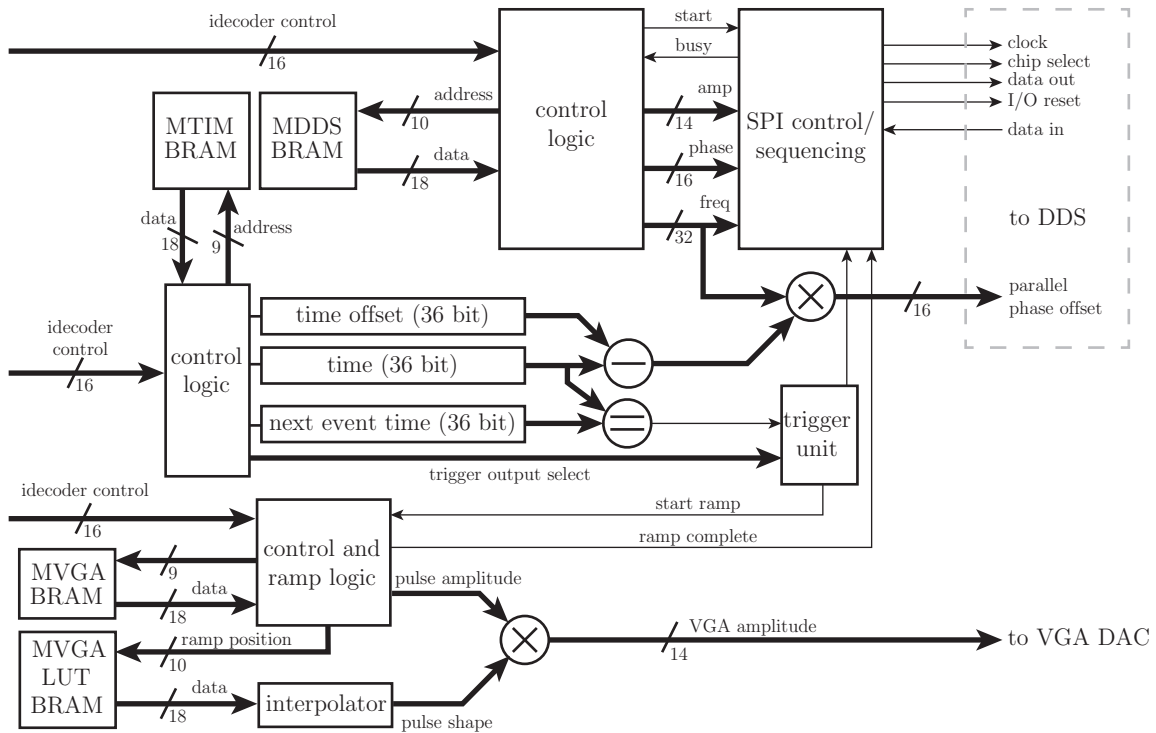 idecoder control
16
start
busy
control
logic
SPI control/
sequencing
clock
chip select
data out
I/O reset
data in
address
10
amp
14
MTIM
BRAM
MDDS
BRAM
data
18
phase
16
freq
32
to DDS
data
18
9
address
parallel
phase offset
16
idecoder
control
16
control
logic
time offset (36 bit)
time (36 bit)
next event time (36 bit)
trigger
unit
trigger output select
idecoder control
16
start ramp
ramp complete
control and
ramp logic
MVGA
BRAM
9
data
18
pulse amplitude
MVGA
LUT
BRAM
ramp position
10
data
18
interpolator
pulse shape
VGA amplitude
14
to VGA DAC